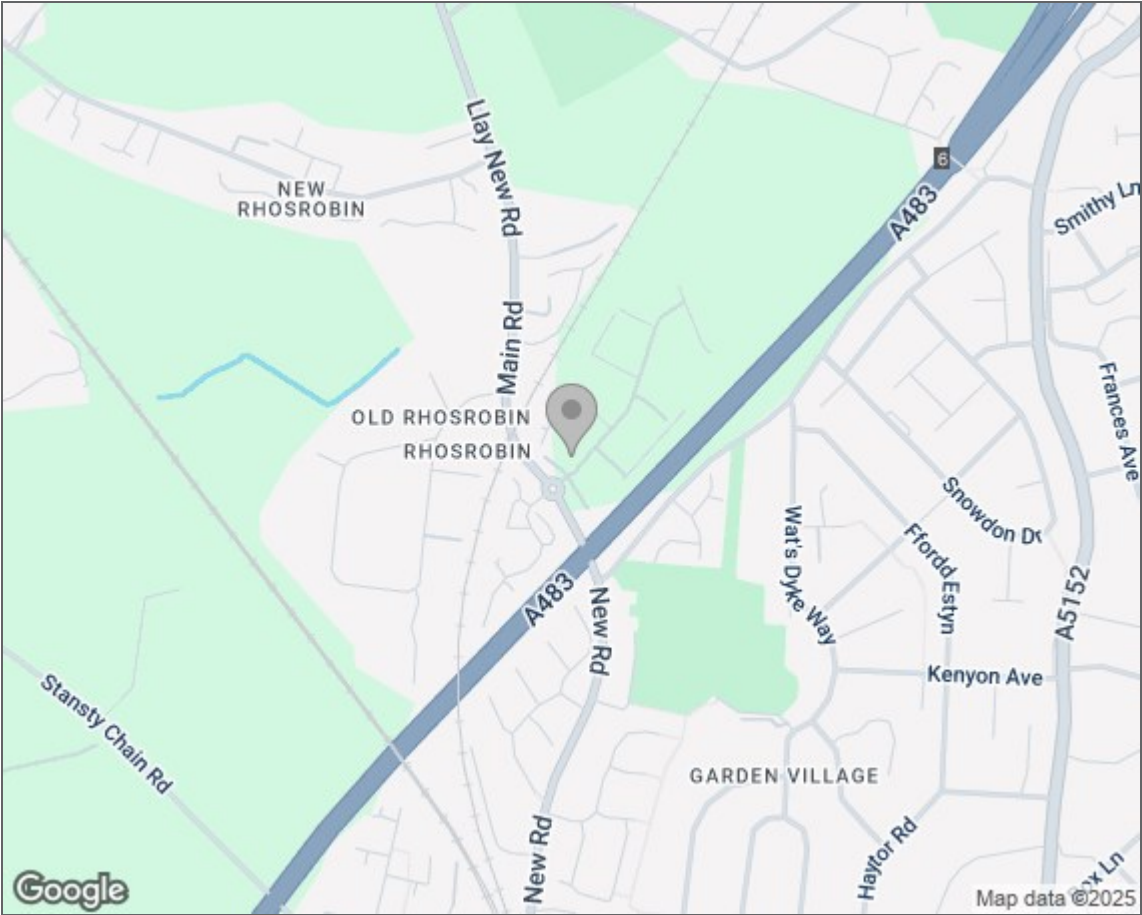 Llay New Rd
6
NEW
RHOSROBIN
A483
Smithy Ln
Main Rd
OLD RHOSROBIN
RHOSROBIN
Frances Ave
Snowdon Dr
Wat's Dyke Way
Ffordd Estyn
A483
New Rd
A5152
Kenyon Ave
Stansty Chain Rd
GARDEN VILLAGE
New Rd
Haytor Rd
Ln
Google
Map data ©2025